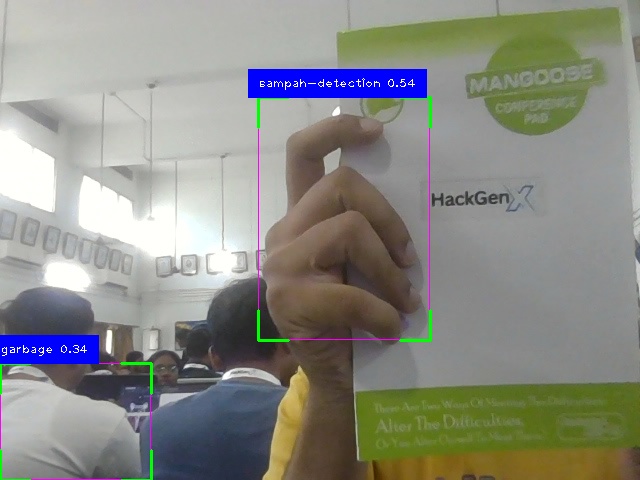 sampah-detection 0.54
MANGOOSE
CONFERENCE
PAD
HackGenX
garbage 0.34
There Are Two Ways Of Meeting The Difficulties.
Alter The Difficulties,
Or You Alter Yourself To Meet Them.